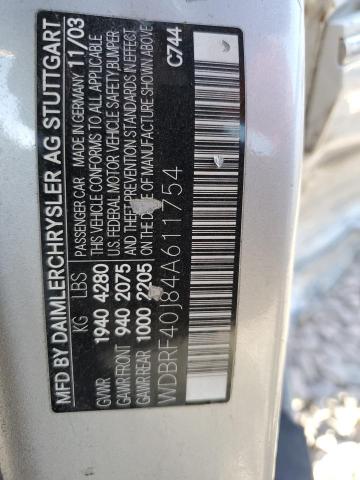 MFD BY DAIMLERCHRYSLER AG STUTTGART
KG LBS PASSENGER CAR MADE IN GERMANY 11/03
GVWR 1940 4280 THIS VEHICLE CONFORMS TO ALL APPLICABLE
GAWR FRONT 940 2075 U.S. FEDERAL MOTOR VEHICLE SAFETY, BUMPER
GAWR REAR 1000 2205 AND THEFT PREVENTION STANDARDS IN EFFECT
ON THE DATE OF MANUFACTURE SHOWN ABOVE
WDBRF40J84A611754 C744